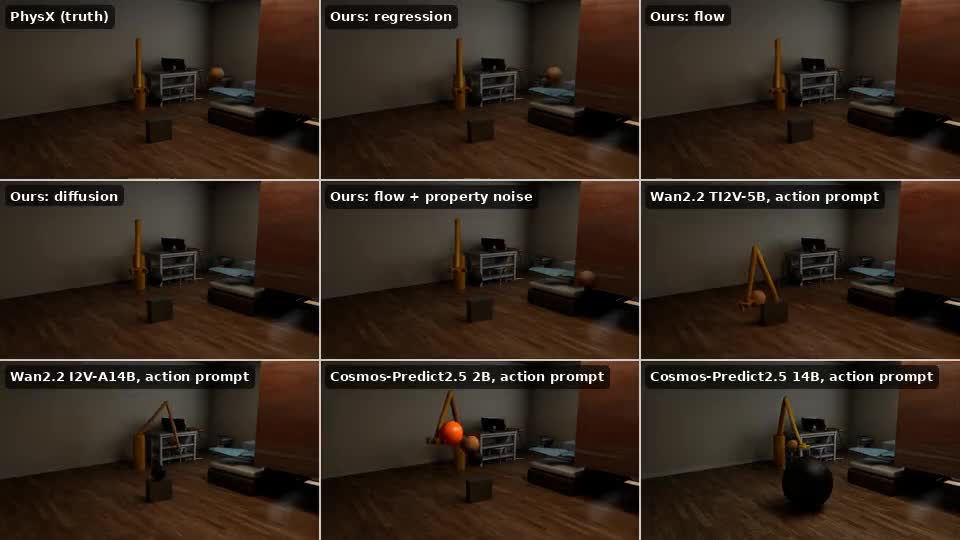 PhysX (truth)
Ours: regression
Ours: flow
Ours: diffusion
Ours: flow + property noise
Wan2.2 TI2V-5B, action prompt
Wan2.2 I2V-A14B, action prompt
Cosmos-Predict2.5 2B, action prompt
Cosmos-Predict2.5 14B, action prompt